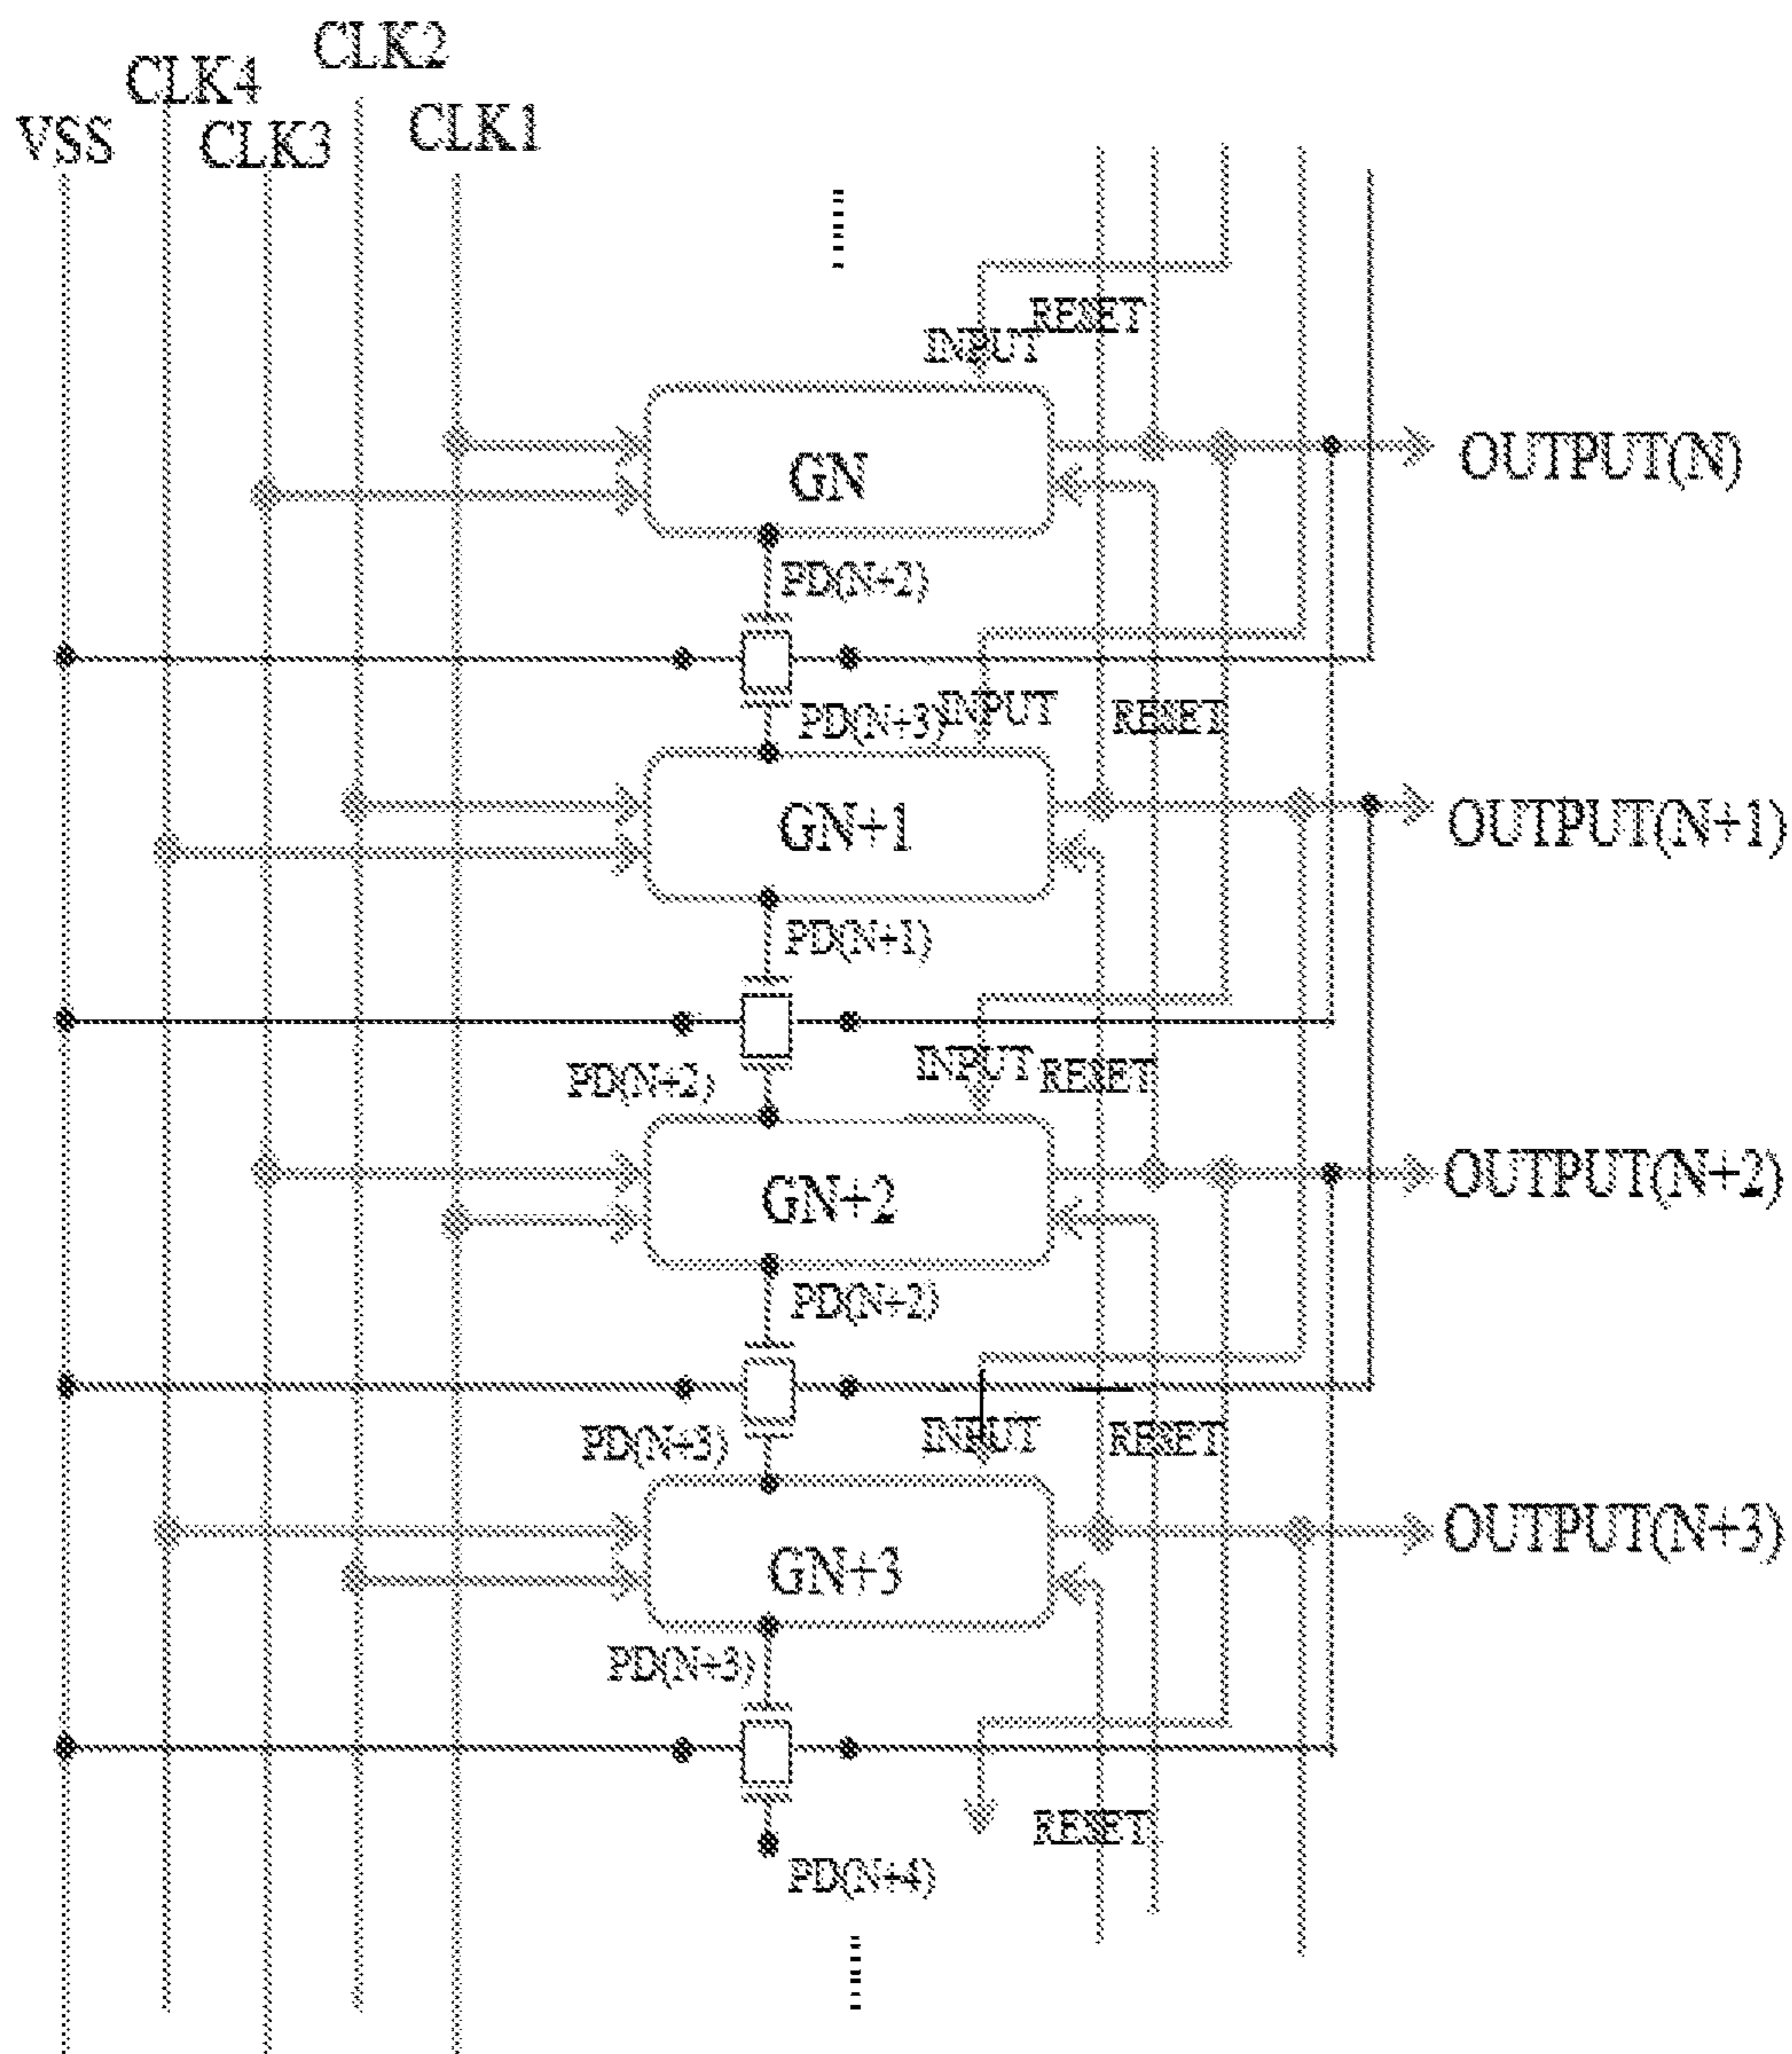 CLK2
CLK4
CLK1
VSS
CLK3
RESET
INPUT
GN
OUTPUT(N)
PD(N+2)
PD(N+3)
INPUT
RESET
GN+1
OUTPUT(N+1)
PD(N+1)
INPUT
RESET
PD(N+2)
GN+2
OUTPUT(N+2)
PD(N+2)
INPUT
RESET
PD(N+3)
GN+3
OUTPUT(N+3)
PD(N+3)
RESET
PD(N+4)